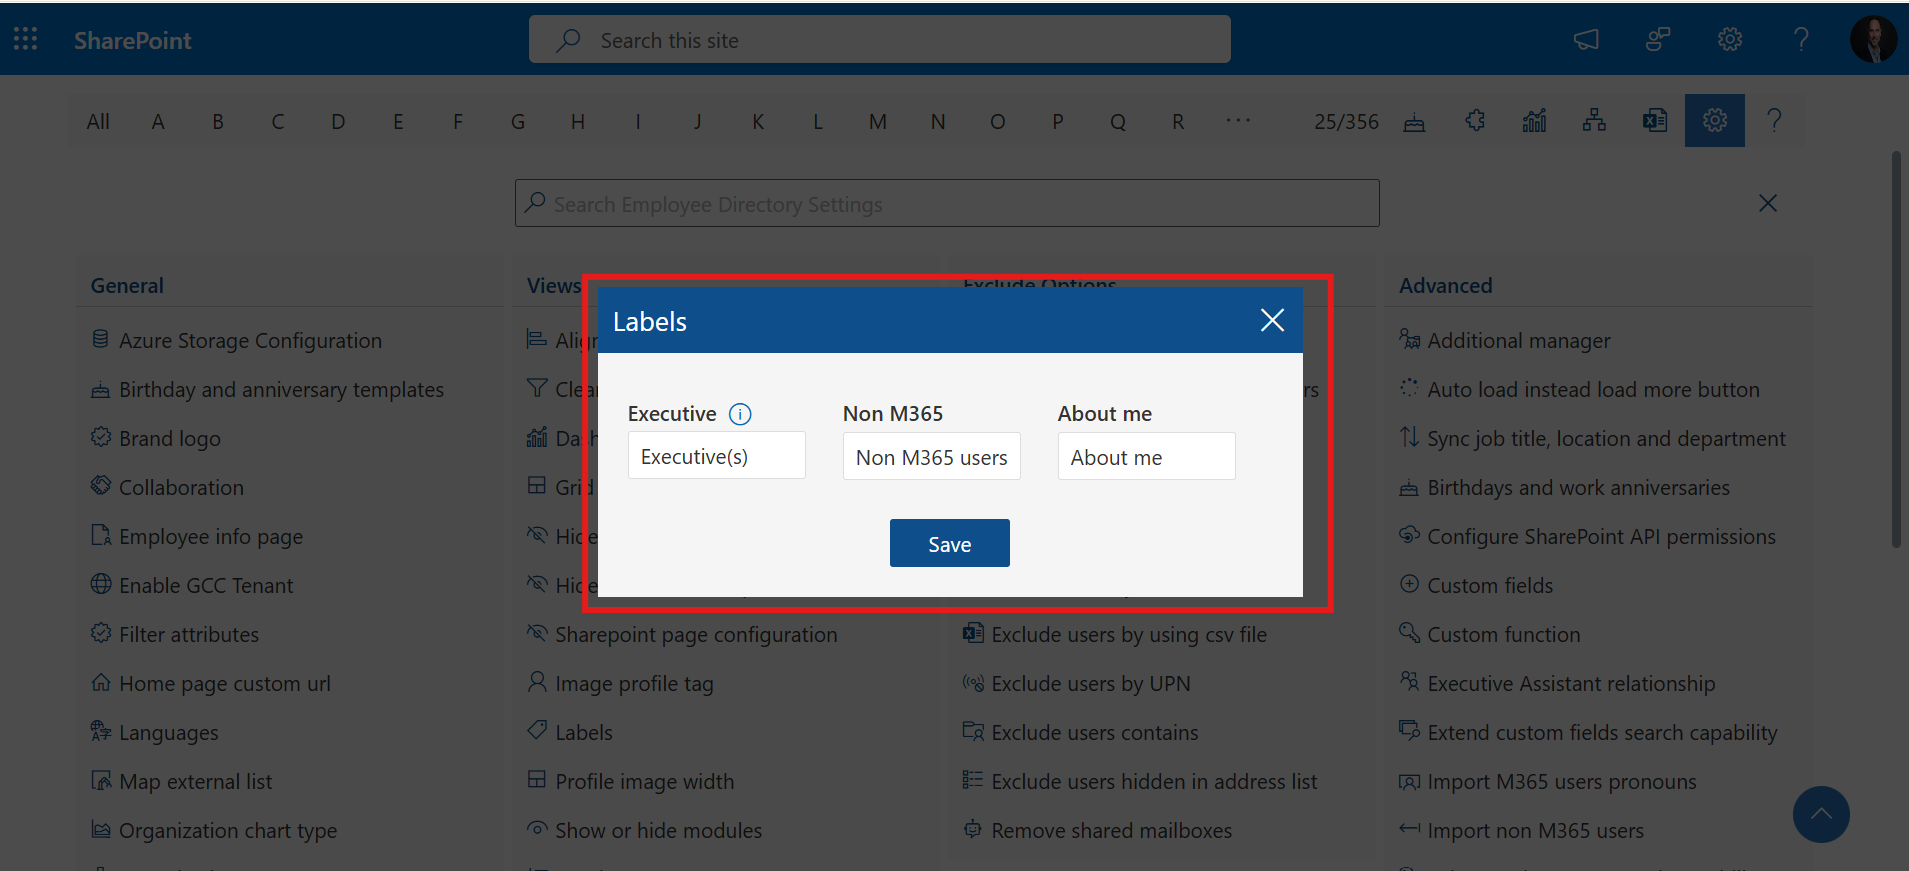 SharePoint
Search this site
All A B C D E F G H I J K L M N O P Q R ... 25/356
Search Employee Directory Settings
General
Azure Storage Configuration
Birthday and anniversary templates
Brand logo
Collaboration
Employee info page
Enable GCC Tenant
Filter attributes
Home page custom url
Languages
Map external list
Organization chart type
Views
Sharepoint page configuration
Image profile tag
Labels
Profile image width
Show or hide modules
Exclude Options
Exclude users by using csv file
Exclude users by UPN
Exclude users contains
Exclude users hidden in address list
Remove shared mailboxes
Advanced
Additional manager
Auto load instead load more button
Sync job title, location and department
Birthdays and work anniversaries
Configure SharePoint API permissions
Custom fields
Custom function
Executive Assistant relationship
Extend custom fields search capability
Import M365 users pronouns
Import non M365 users
Labels
Executive
Executive(s)
Non M365
Non M365 users
About me
About me
Save